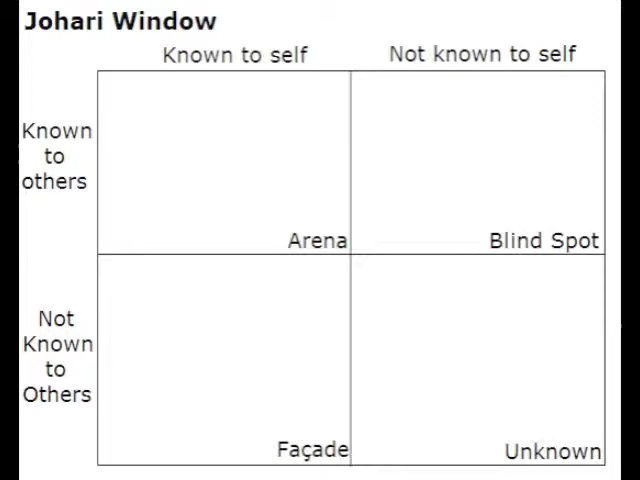 Johari Window
Known to self
Not known to self
Known
to
others
Arena
Blind Spot
Not
Known
to
Others
Façade
Unknown